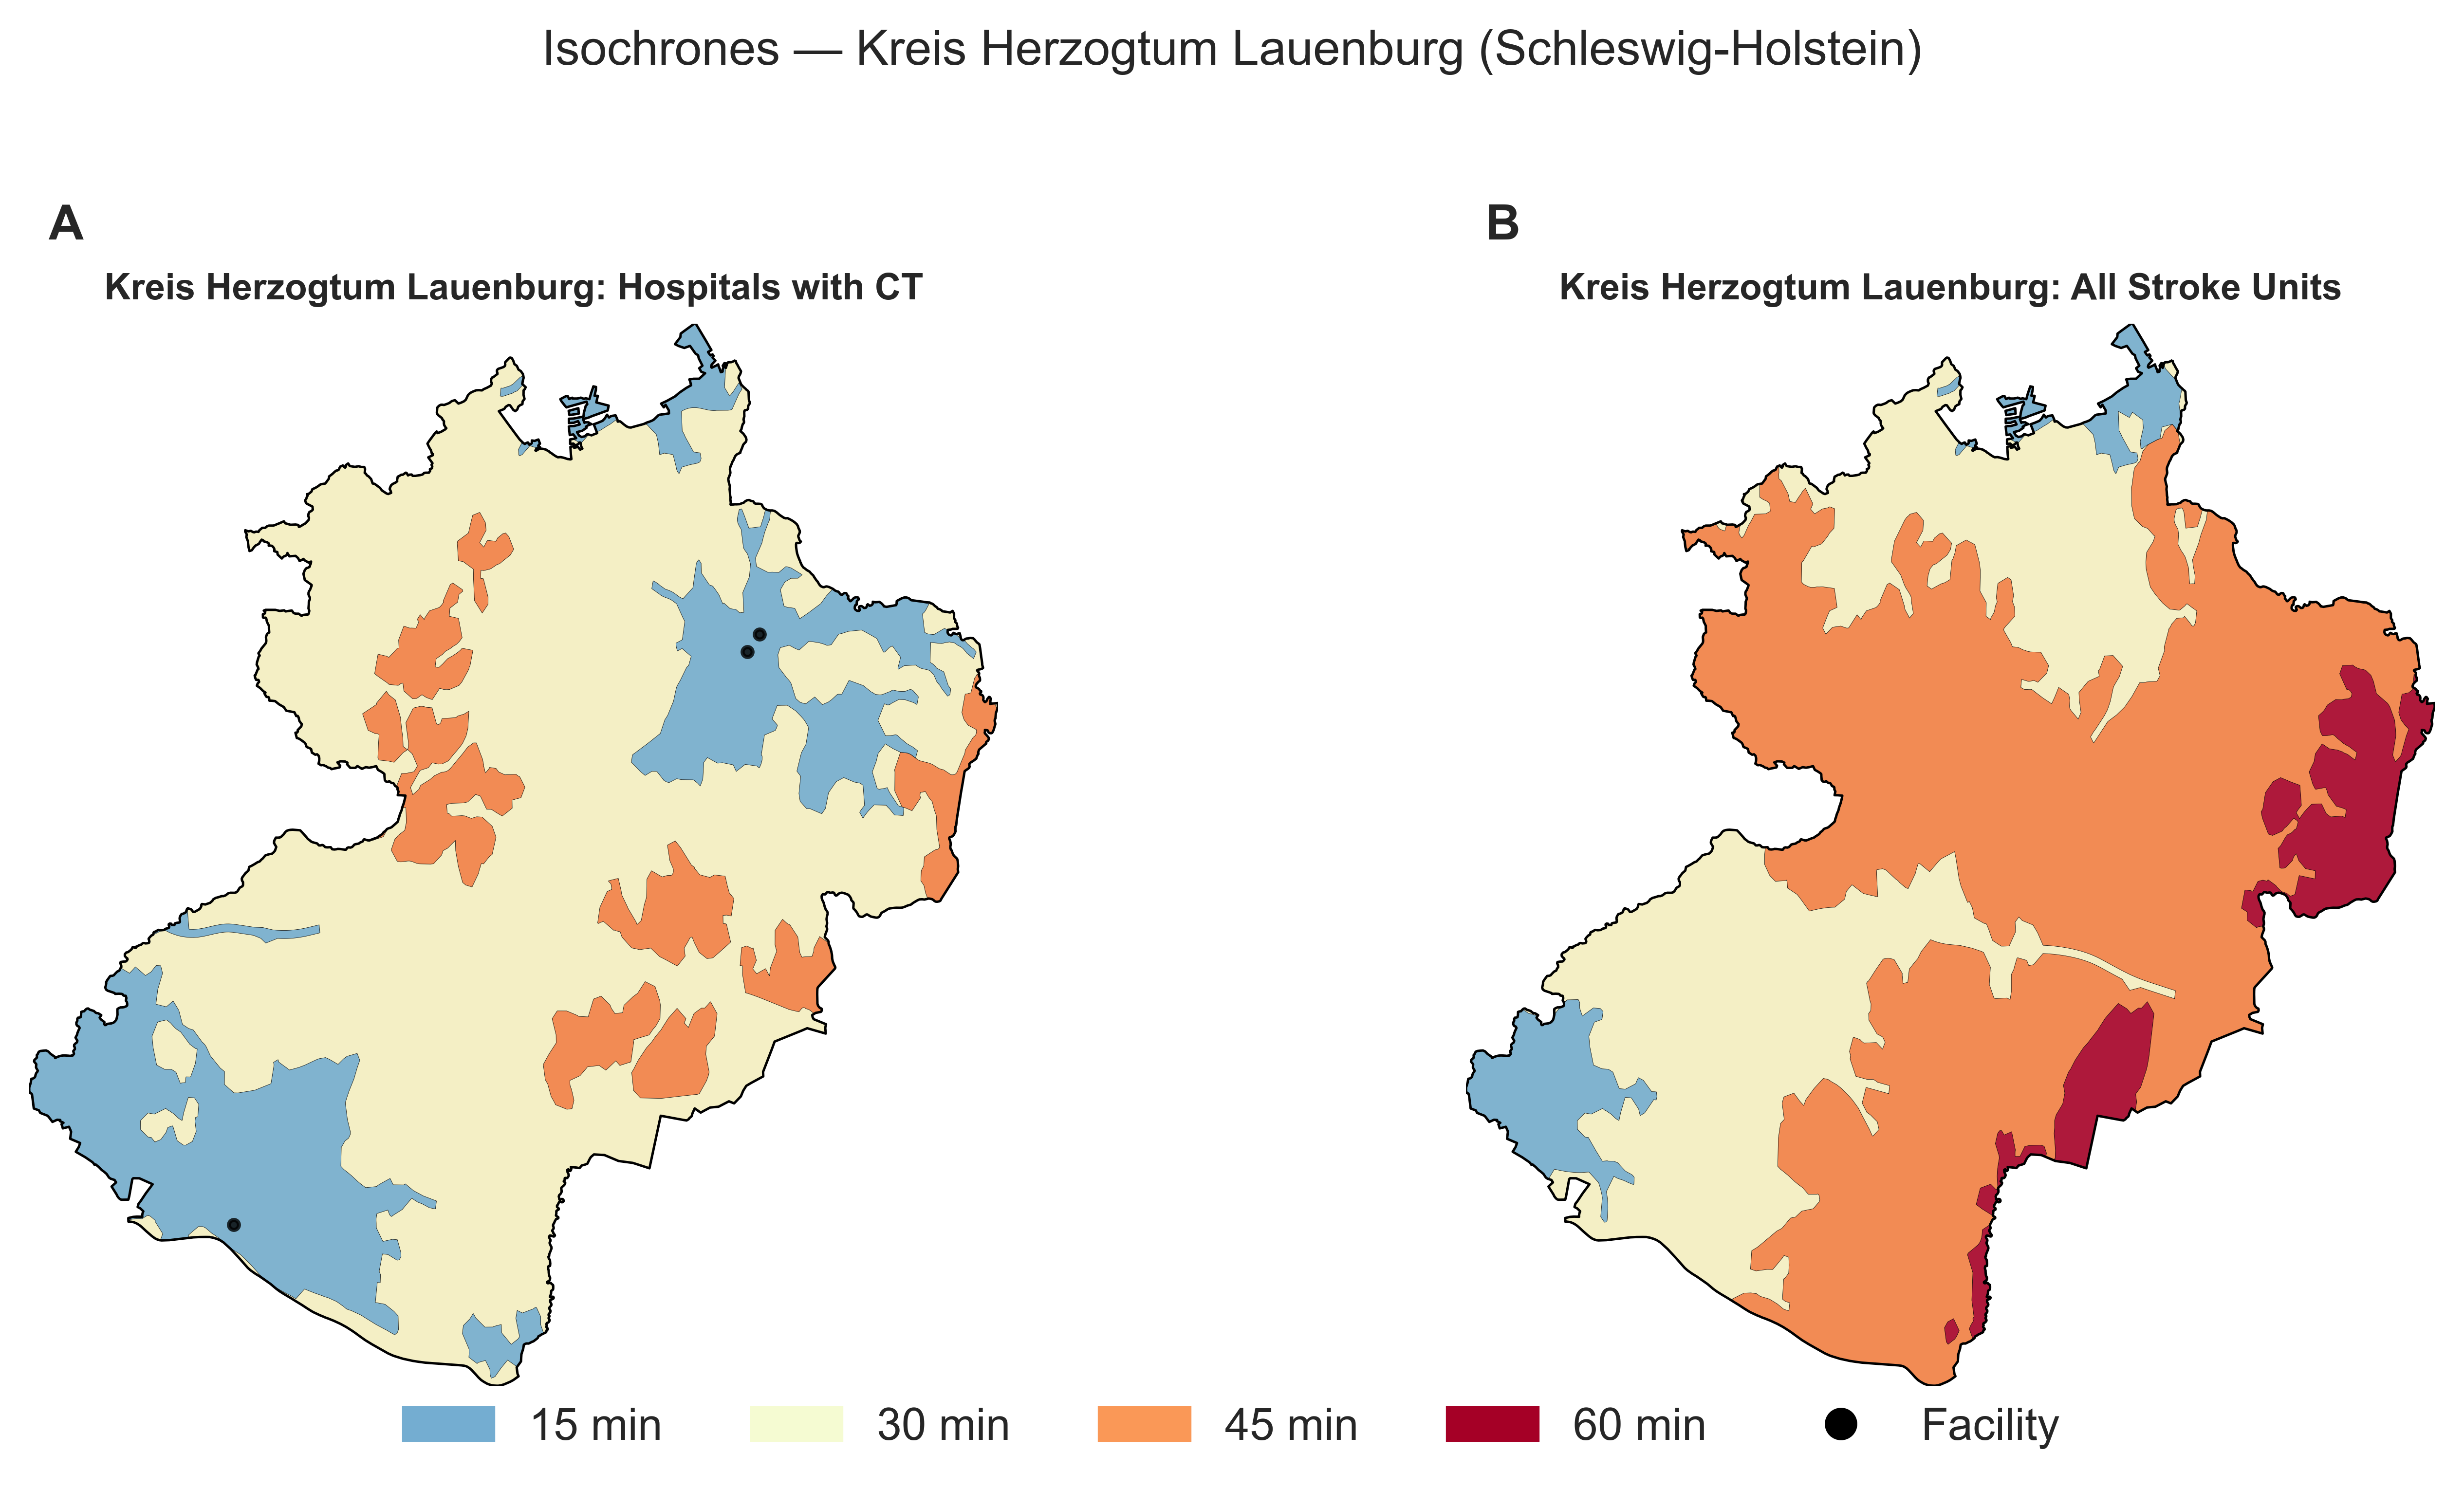 Isochrones — Kreis Herzogtum Lauenburg (Schleswig-Holstein)
A
Kreis Herzogtum Lauenburg: Hospitals with CT
B
Kreis Herzogtum Lauenburg: All Stroke Units
15 min
30 min
45 min
60 min
Facility